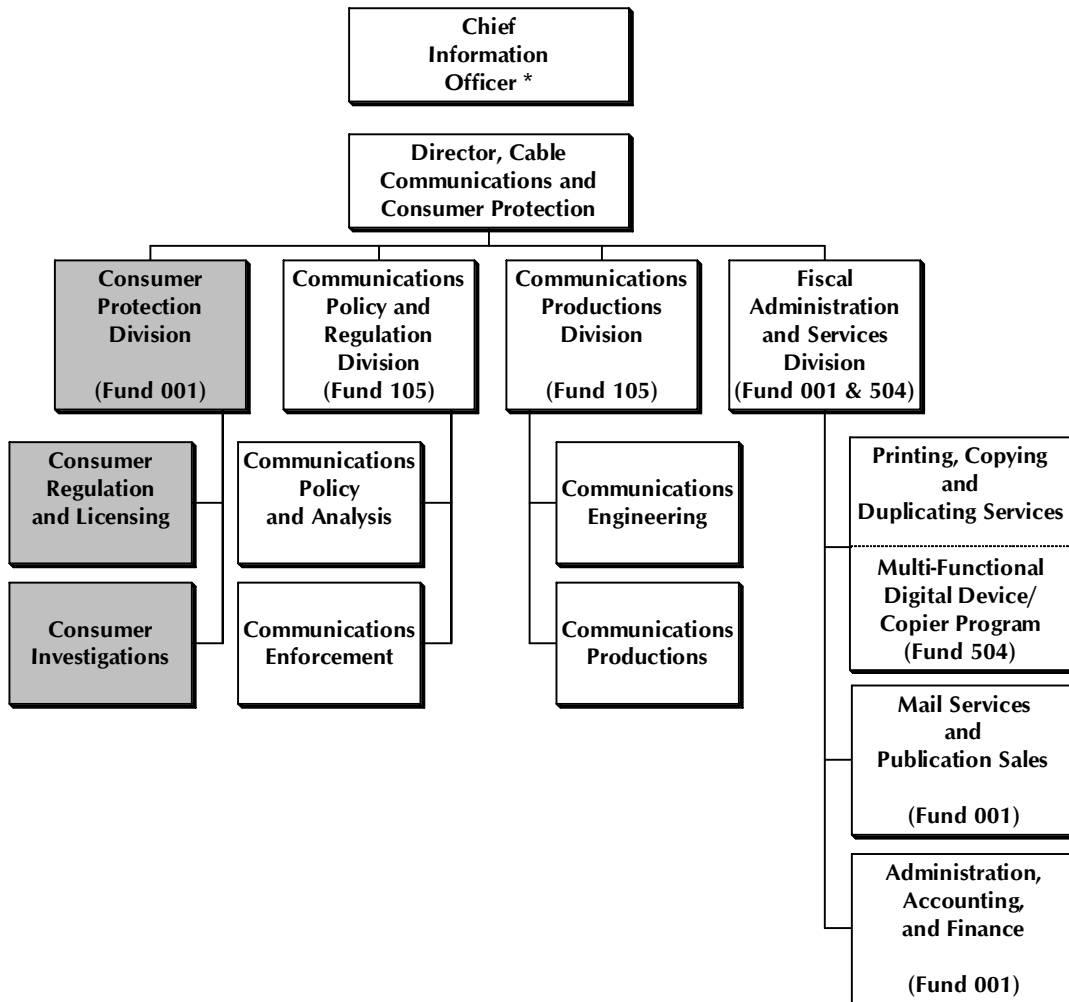 Chief
Information
Officer *
Director, Cable
Communications and
Consumer Protection
Consumer
Protection
Division
(Fund 001)
Communications
Policy and
Regulation
Division
(Fund 105)
Communications
Productions
Division
(Fund 105)
Fiscal
Administration
and Services
Division
(Fund 001 & 504)
Consumer
Regulation
and Licensing
Consumer
Investigations
Communications
Policy
and Analysis
Communications
Enforcement
Communications
Engineering
Communications
Productions
Printing, Copying
and
Duplicating Services
Multi-Functional
Digital Device/
Copier Program
(Fund 504)
Mail Services
and
Publication Sales
(Fund 001)
Administration,
Accounting,
and Finance
(Fund 001)